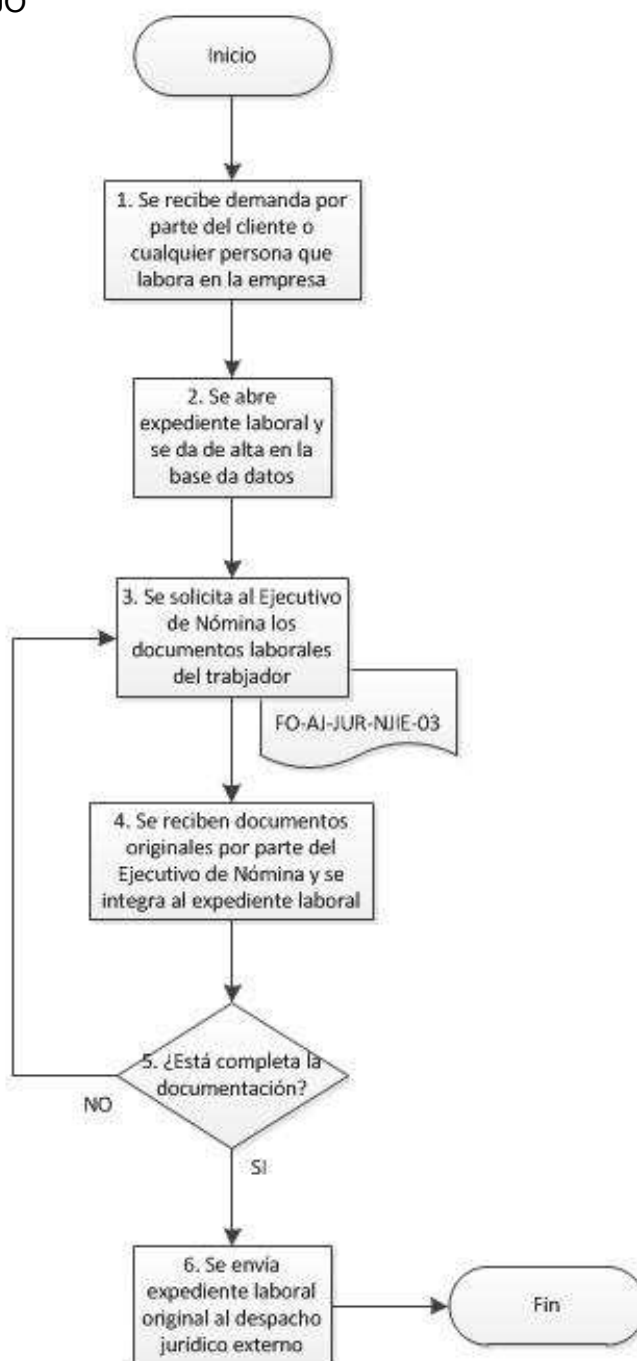 JO
Inicio
1. Se recibe demanda por
parte del cliente o
cualquier persona que
labora en la empresa
2. Se abre
expediente laboral y
se da de alta en la
base da datos
3. Se solicita al Ejecutivo
de Nómina los
documentos laborales
del trabjador
FO-AJ-JUR-NJIE-03
4. Se reciben documentos
originales por parte del
Ejecutivo de Nómina y se
integra al expediente laboral
5. ¿Está completa la
documentación?
NO
SI
6. Se envía
expediente laboral
original al despacho
jurídico externo
Fin